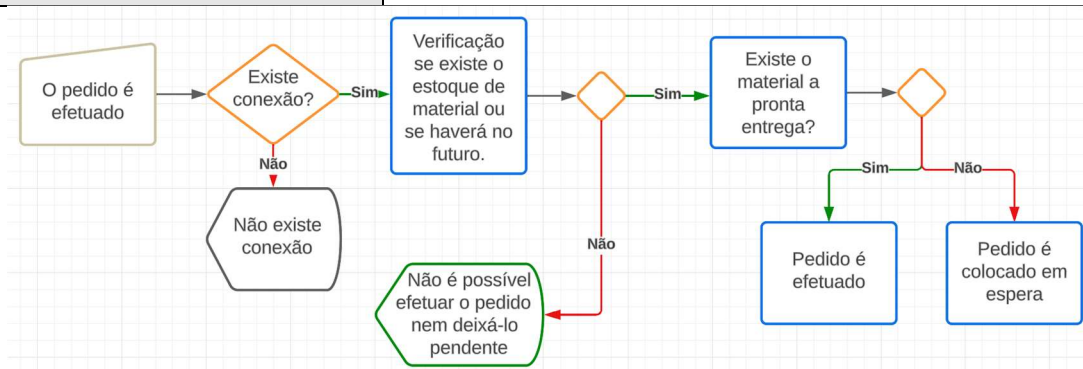 O pedido é
efetuado
Existe
conexão?
Sim
Não
Não existe
conexão
Verificação
se existe o
estoque de
material ou
se haverá no
futuro.
Sim
Não
Não é possível
efetuar o pedido
nem deixá-lo
pendente
Existe o
material a
pronta
entrega?
Sim
Não
Pedido é
efetuado
Pedido é
colocado em
espera